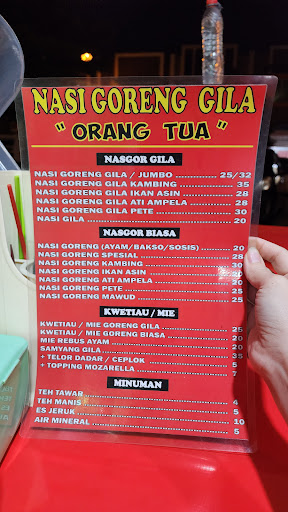 NASI GORENG GILA
" ORANG TUA "
NASGOR GILA
NASI GORENG GILA / JUMBO 25/32
NASI GORENG GILA KAMBING 35
NASI GORENG GILA IKAN ASIN 28
NASI GORENG GILA ATI AMPELA 28
NASI GORENG GILA PETE 30
NASI GILA 20
NASGOR BIASA
NASI GORENG (AYAM/BAKSO/SOSIS) 20
NASI GORENG SPESIAL 28
NASI GORENG KAMBING 30
NASI GORENG IKAN ASIN 20
NASI GORENG ATI AMPELA 20
NASI GORENG PETE 25
NASI GORENG MAWUD 25
KWETIAU / MIE
KWETIAU / MIE GORENG GILA 25
KWETIAU / MIE GORENG BIASA 20
MIE REBUS AYAM 20
SAMYANG GILA 35
+ TELOR DADAR / CEPLOK 5
+ TOPPING MOZARELLA 7
MINUMAN
TEH TAWAR
TEH MANIS 4
ES JERUK 10
AIR MINERAL 5